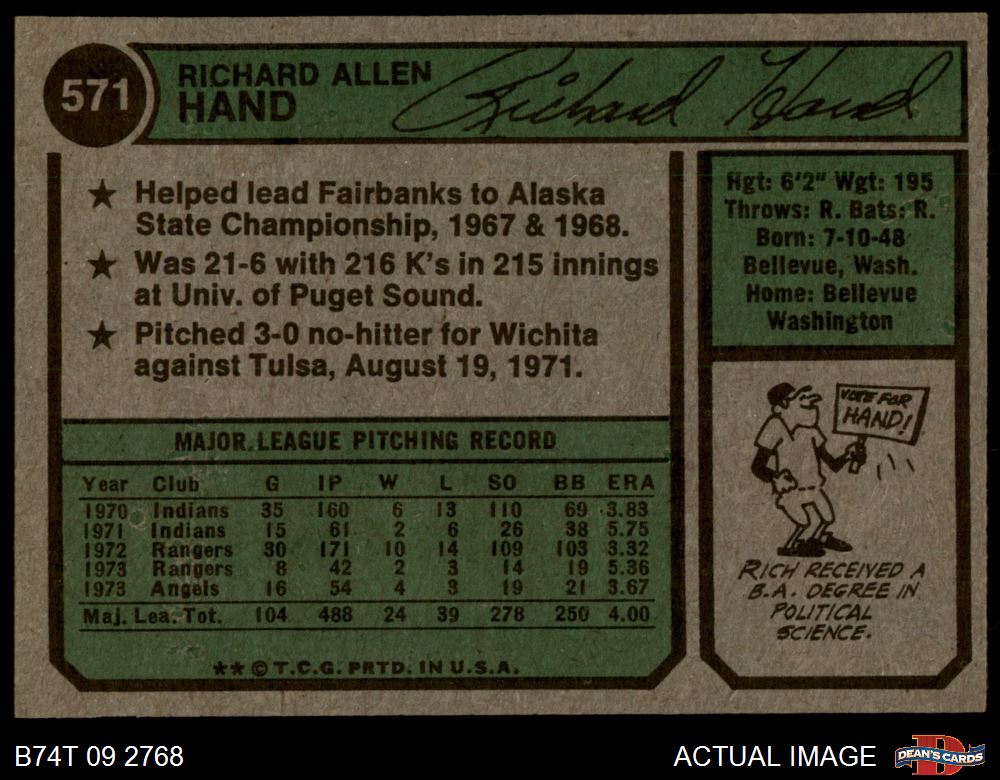 571
RICHARD ALLEN
HAND
Richard Hand
★ Helped lead Fairbanks to Alaska
State Championship, 1967 & 1968.
★ Was 21-6 with 216 K's in 215 innings
at Univ. of Puget Sound.
★ Pitched 3-0 no-hitter for Wichita
against Tulsa, August 19, 1971.
MAJOR LEAGUE PITCHING RECORD
Year Club G IP W L SO BB ERA
1970 Indians 35 160 6 13 110 69 3.83
1971 Indians 15 61 2 6 26 38 5.75
1972 Rangers 30 171 10 14 109 103 3.32
1973 Rangers 8 42 2 3 14 19 5.36
1973 Angels 16 54 4 3 19 21 3.67
Maj. Lea. Tot. 104 488 24 39 278 250 4.00
★★ © T.C.G. PRTD. IN U.S.A.
Hgt: 6'2" Wgt: 195
Throws: R. Bats: R.
Born: 7-10-48
Bellevue, Wash.
Home: Bellevue
Washington
VOTE FOR
HAND!
RICH RECEIVED A
B.A. DEGREE IN
POLITICAL
SCIENCE.
B74T 09 2768
ACTUAL IMAGE
D
DEAN'S CARDS